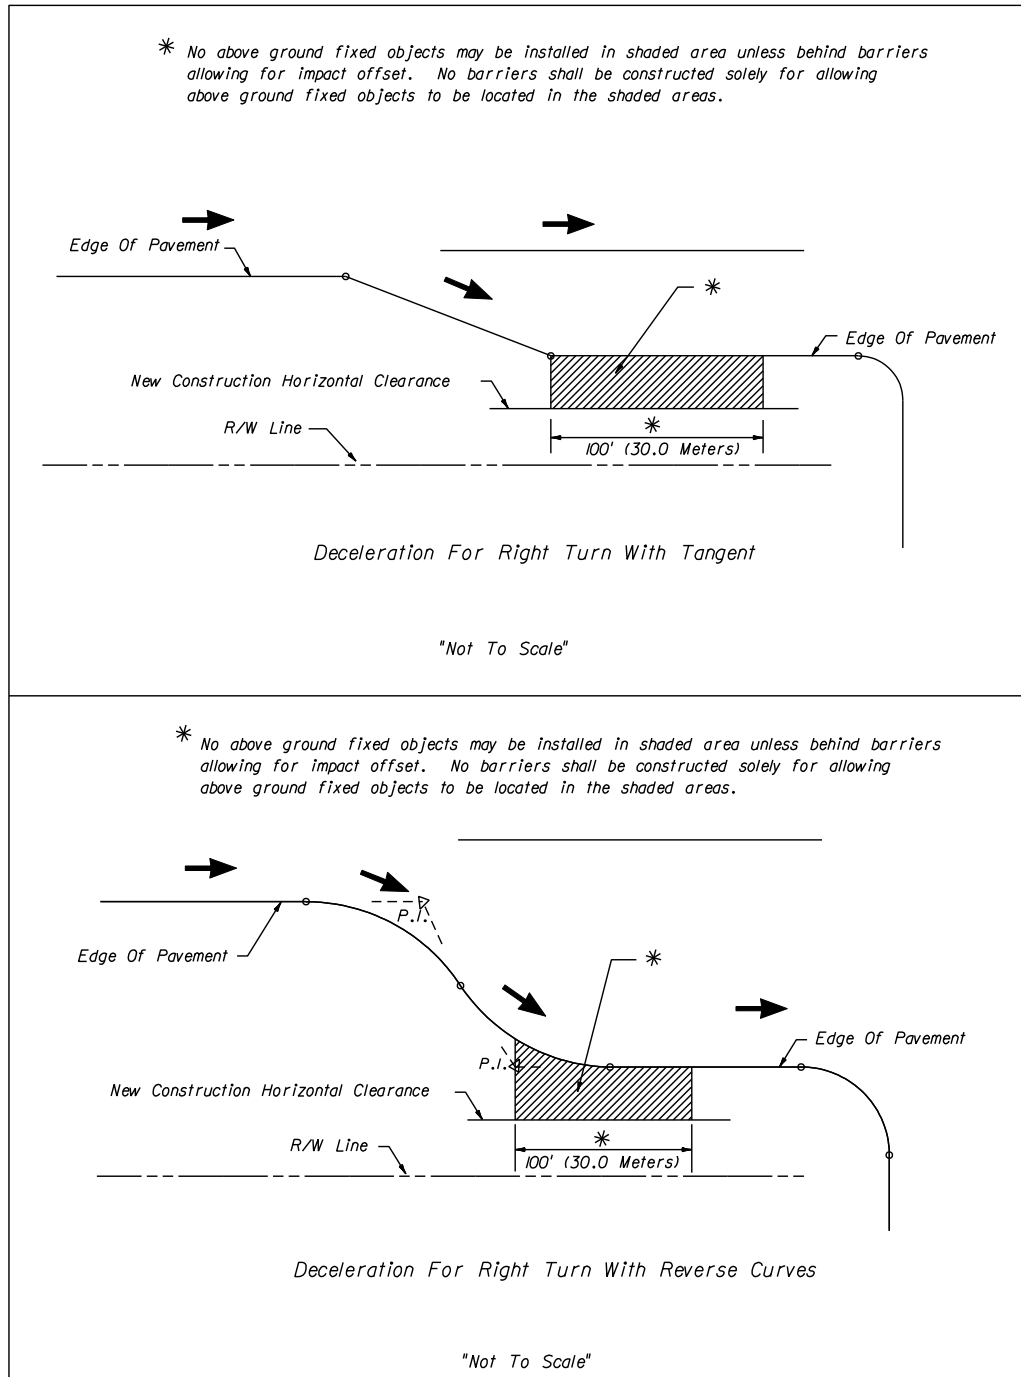 * No above ground fixed objects may be installed in shaded area unless behind barriers
allowing for impact offset. No barriers shall be constructed solely for allowing
above ground fixed objects to be located in the shaded areas.
Edge Of Pavement
*
Edge Of Pavement
New Construction Horizontal Clearance
R/W Line
*
100' (30.0 Meters)
Deceleration For Right Turn With Tangent
"Not To Scale"
* No above ground fixed objects may be installed in shaded area unless behind barriers
allowing for impact offset. No barriers shall be constructed solely for allowing
above ground fixed objects to be located in the shaded areas.
P.I.
Edge Of Pavement
*
Edge Of Pavement
P.I.
New Construction Horizontal Clearance
R/W Line
*
100' (30.0 Meters)
Deceleration For Right Turn With Reverse Curves
"Not To Scale"